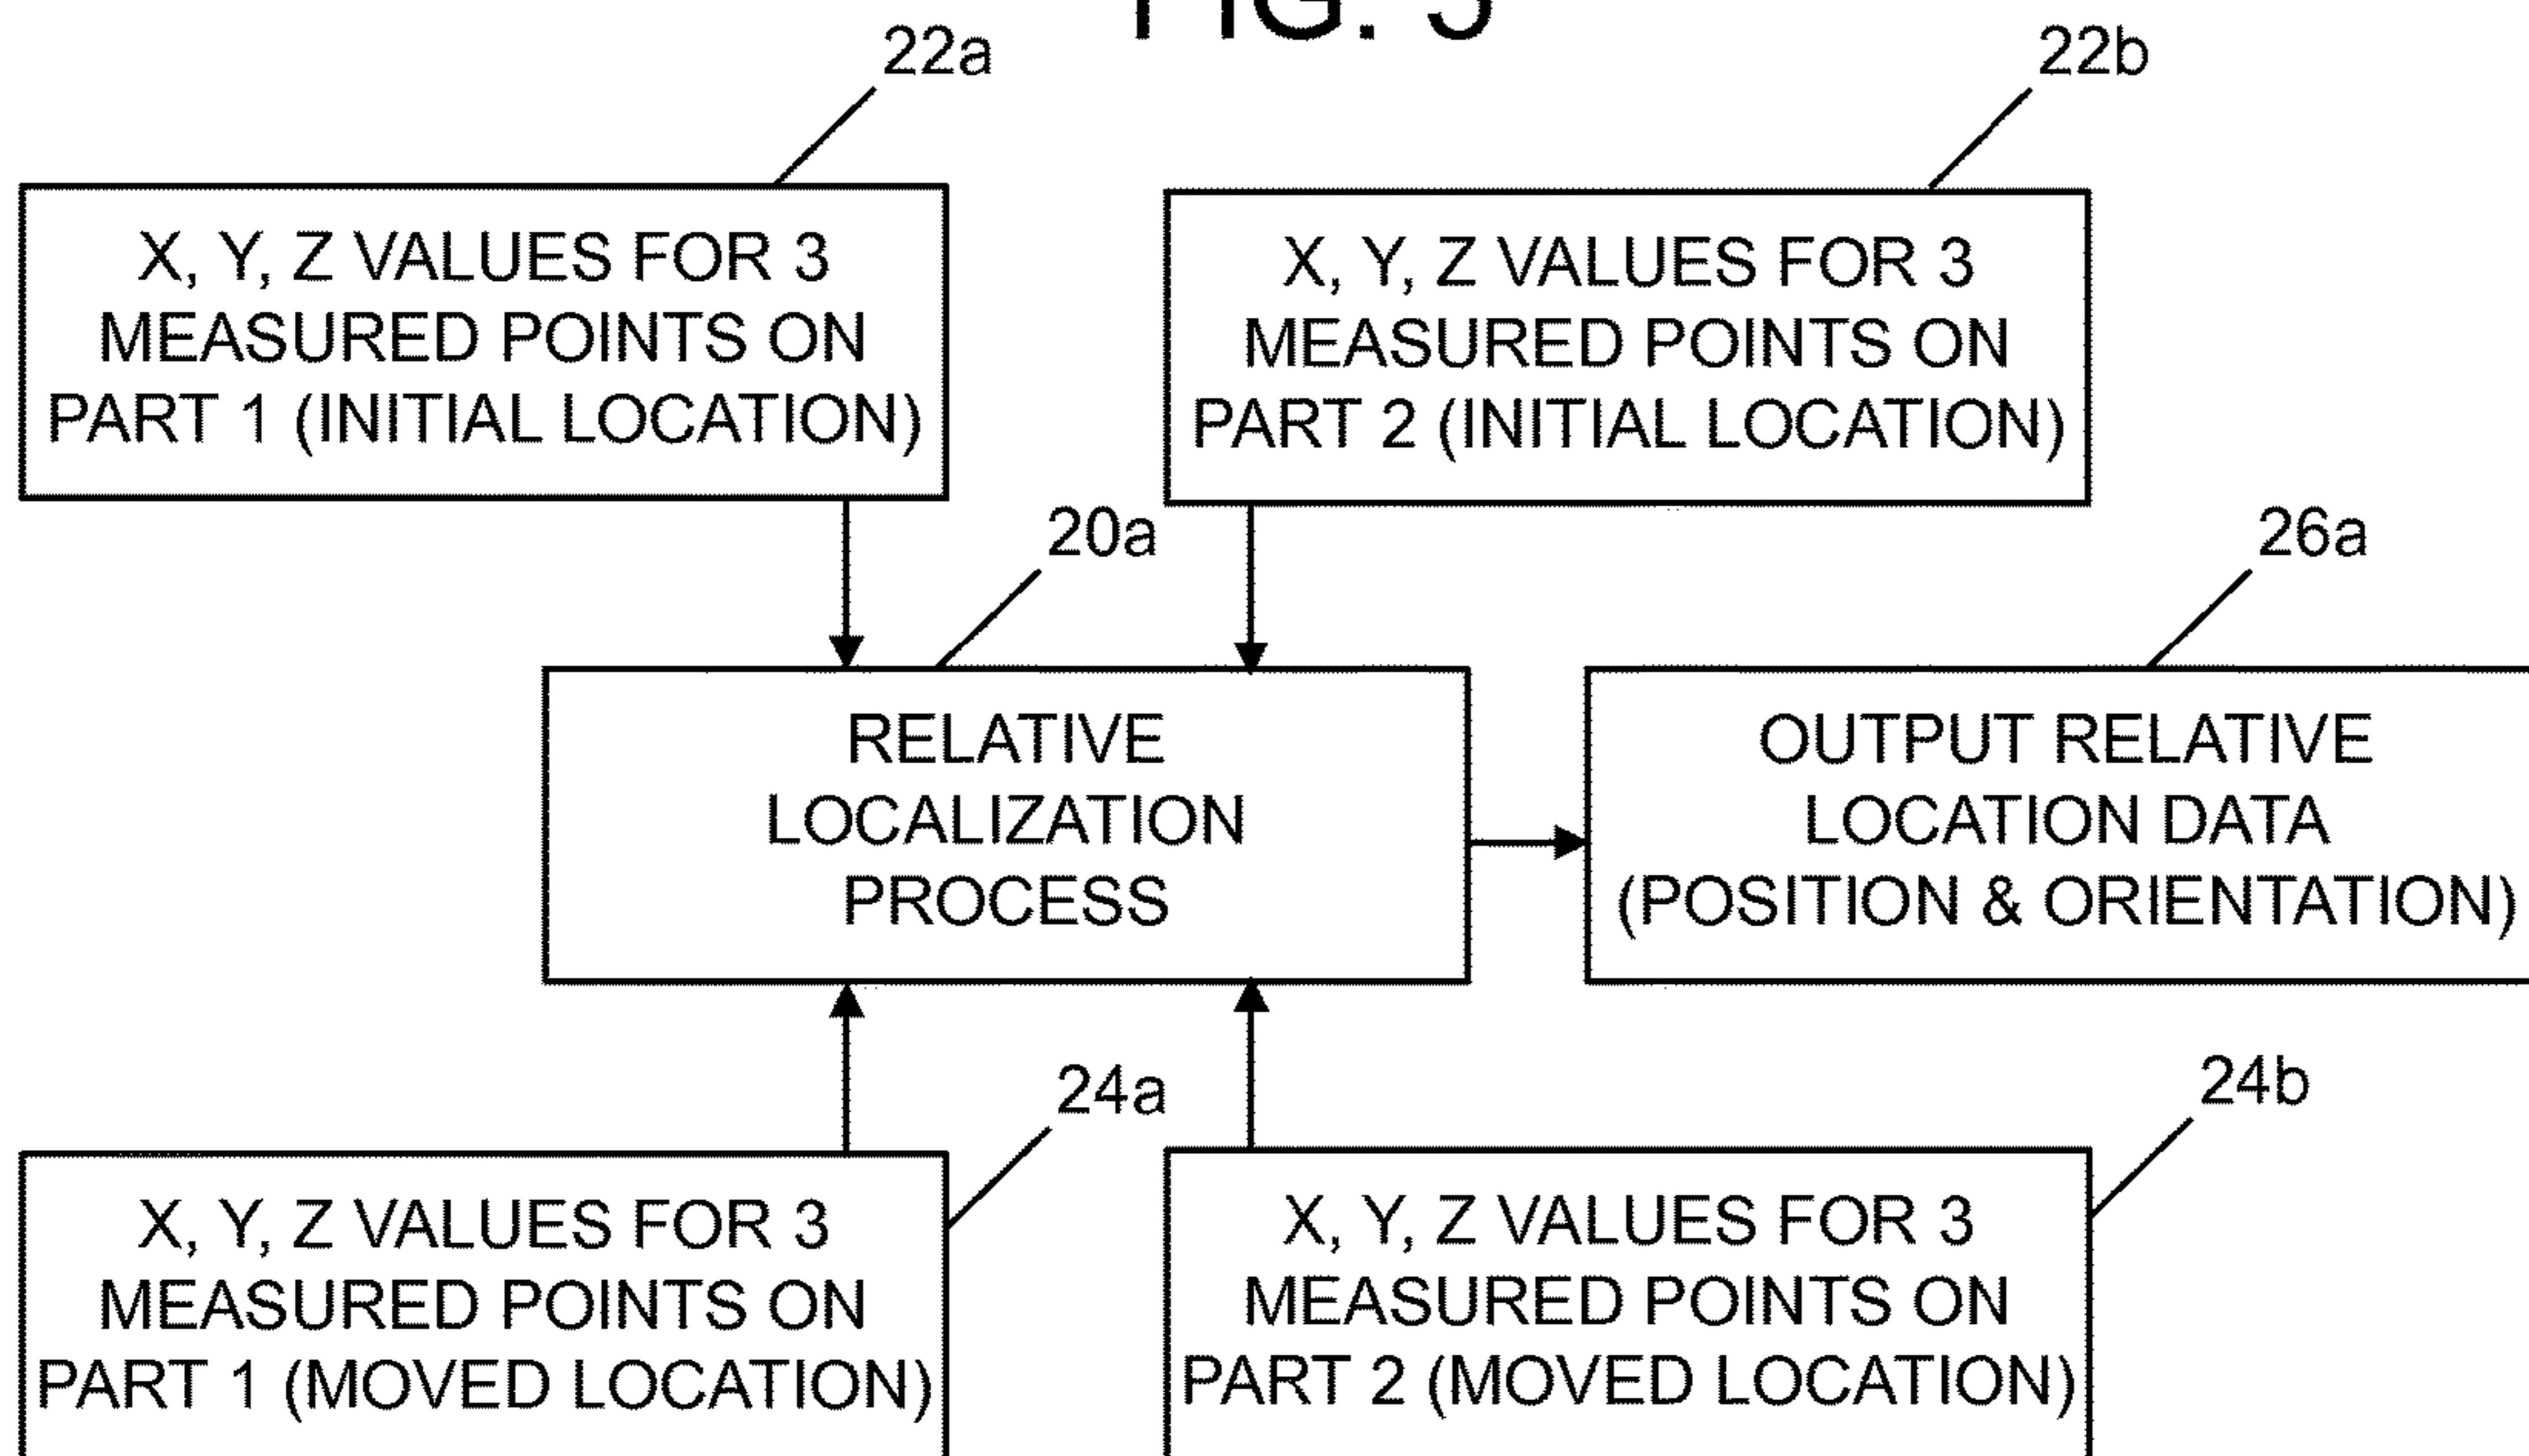 FIG. 5
22a
22b
X, Y, Z VALUES FOR 3
MEASURED POINTS ON
PART 1 (INITIAL LOCATION)
X, Y, Z VALUES FOR 3
MEASURED POINTS ON
PART 2 (INITIAL LOCATION)
20a
26a
RELATIVE
LOCALIZATION
PROCESS
OUTPUT RELATIVE
LOCATION DATA
(POSITION & ORIENTATION)
24a
24b
X, Y, Z VALUES FOR 3
MEASURED POINTS ON
PART 1 (MOVED LOCATION)
X, Y, Z VALUES FOR 3
MEASURED POINTS ON
PART 2 (MOVED LOCATION)